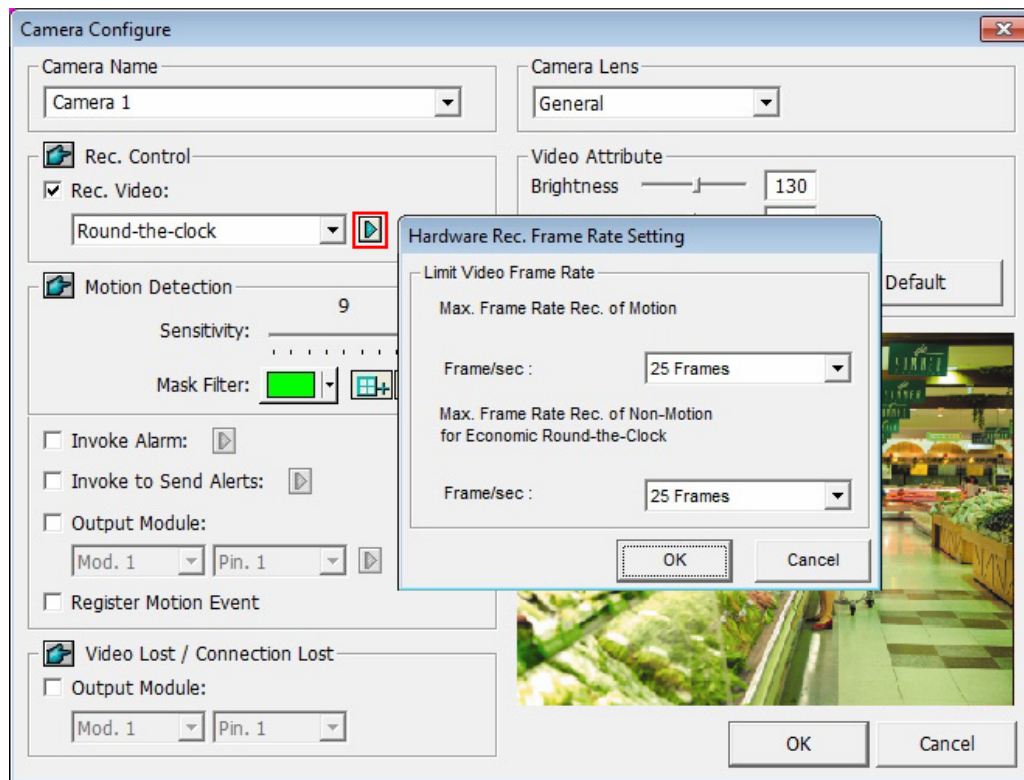 Camera Configure
Camera Name
Camera 1
Camera Lens
General
Rec. Control
Rec. Video:
Round-the-clock
Video Attribute
Brightness
130
Default
Motion Detection
9
Sensitivity:
Mask Filter:
Invoke Alarm:
Invoke to Send Alerts:
Output Module:
Mod. 1
Pin. 1
Register Motion Event
Video Lost / Connection Lost
Output Module:
Mod. 1
Pin. 1
Hardware Rec. Frame Rate Setting
Limit Video Frame Rate
Max. Frame Rate Rec. of Motion
Frame/sec :
25 Frames
Max. Frame Rate Rec. of Non-Motion
for Economic Round-the-Clock
Frame/sec :
25 Frames
OK
Cancel
OK
Cancel